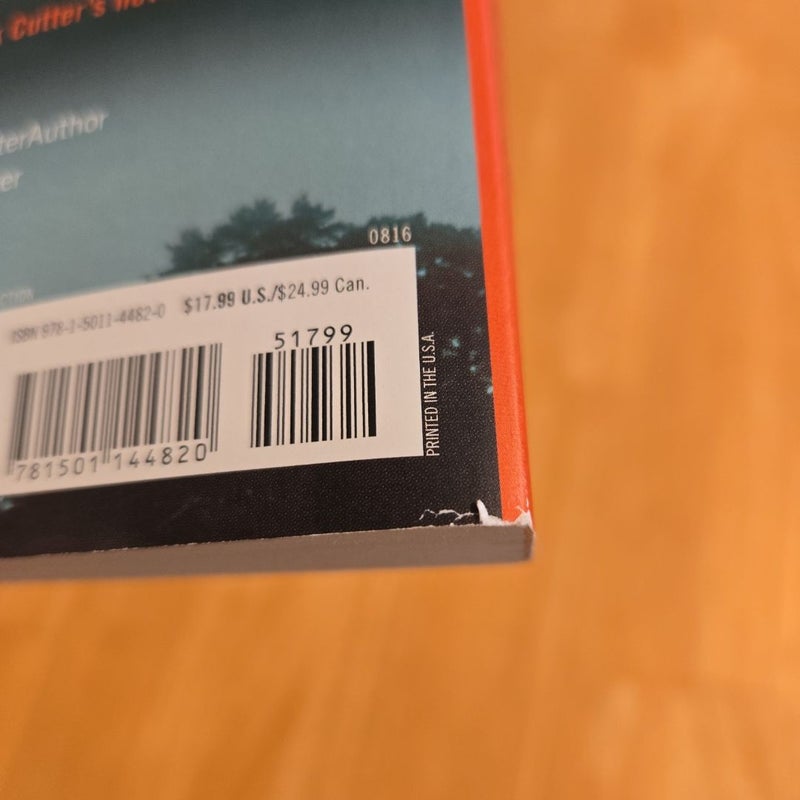 Cutter's
terAuthor
er
0816
CTION
ISBN 978-1-5011-4482-0 $17.99 U.S./$24.99 Can.
51799
781501 144820
PRINTED IN THE U.S.A.